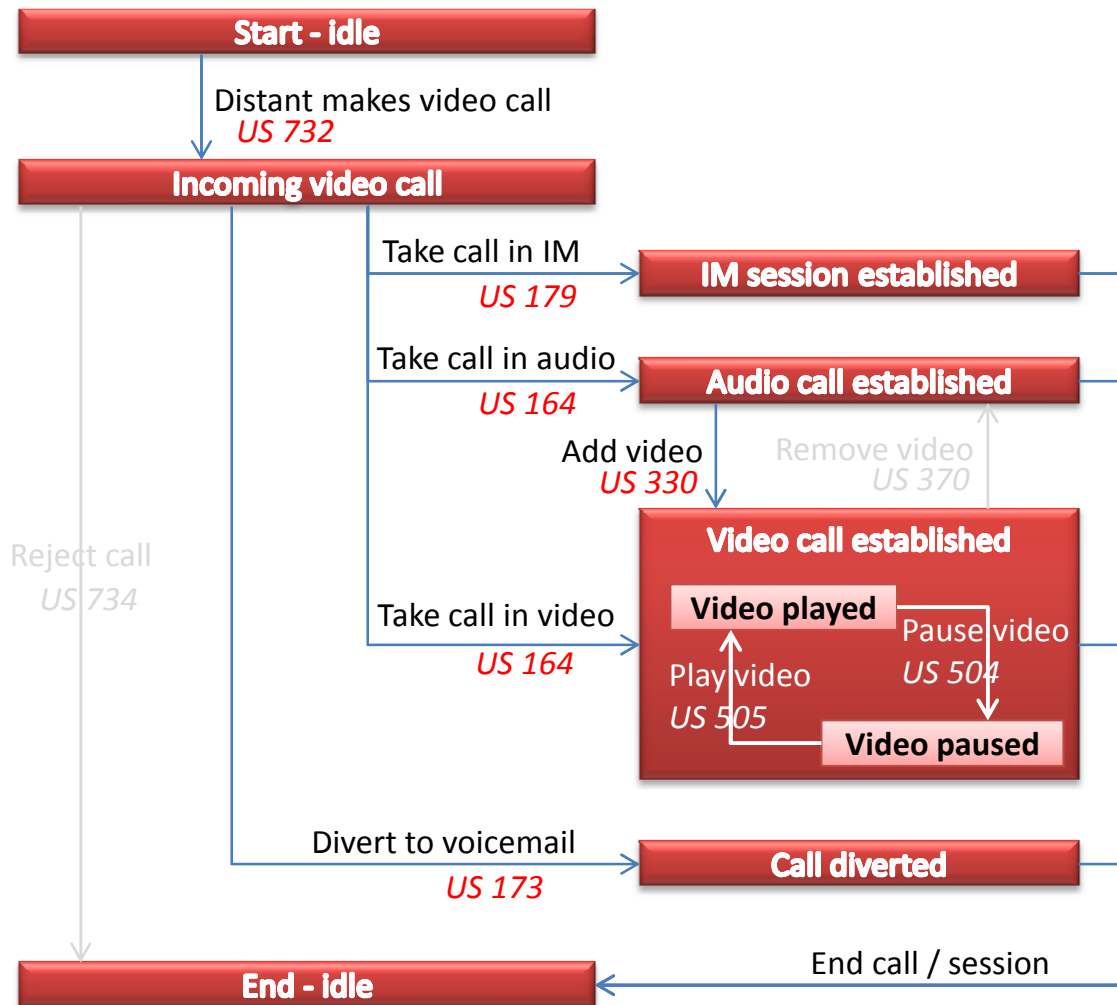 Start - idle
Distant makes video call
US 732
Incoming video call
Take call in IM
US 179
IM session established
Take call in audio
US 164
Audio call established
Add video
US 330
Remove video
US 370
Video call established
Reject call
US 734
Take call in video
US 164
Video played
Pause video
US 504
Play video
US 505
Video paused
Divert to voicemail
US 173
Call diverted
End call / session
End - idle